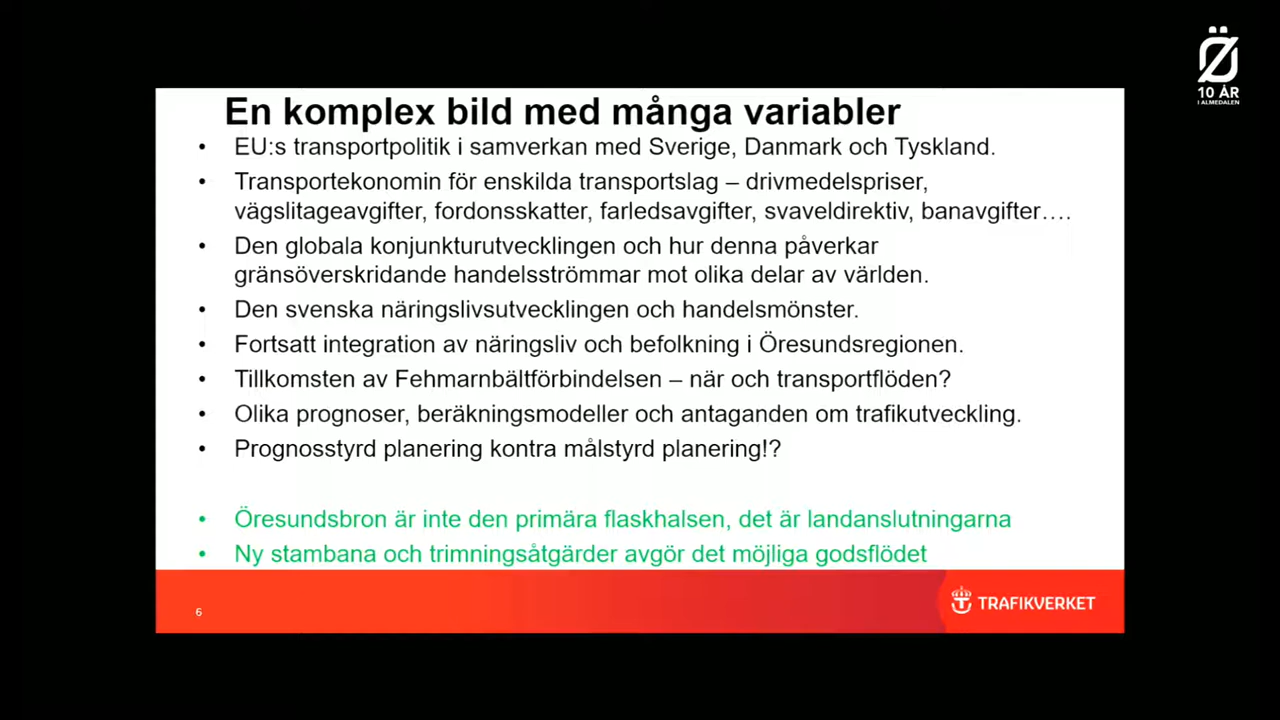 Ö
10 ÅR
I ALMEDALEN
En komplex bild med många variabler
• EU:s transportpolitik i samverkan med Sverige, Danmark och Tyskland.
• Transportekonomin för enskilda transportslag – drivmedelspriser,
vägslitageavgifter, fordonsskatter, farledsavgifter, svaveldirektiv, banavgifter….
• Den globala konjunkturutvecklingen och hur denna påverkar
gränsöverskridande handelsströmmar mot olika delar av världen.
• Den svenska näringslivsutvecklingen och handelsmönster.
• Fortsatt integration av näringsliv och befolkning i Öresundsregionen.
• Tillkomsten av Fehmarnbältförbindelsen – när och transportflöden?
• Olika prognoser, beräkningsmodeller och antaganden om trafikutveckling.
• Prognosstyrd planering kontra målstyrd planering!?
• Öresundsbron är inte den primära flaskhalsen, det är landanslutningarna
• Ny stambana och trimningsåtgärder avgör det möjliga godsflödet
6
TRAFIKVERKET